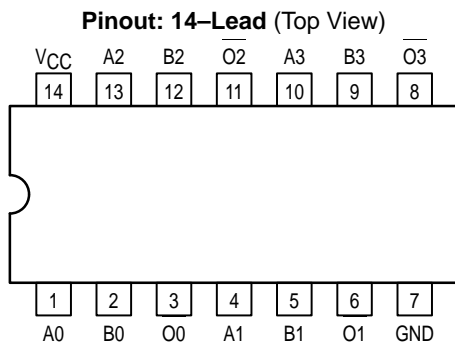 Pinout: 14–Lead (Top View)
VCC A2 B2 O2 A3 B3 O3
14 13 12 11 10 9 8
1 2 3 4 5 6 7
A0 B0 O0 A1 B1 O1 GND